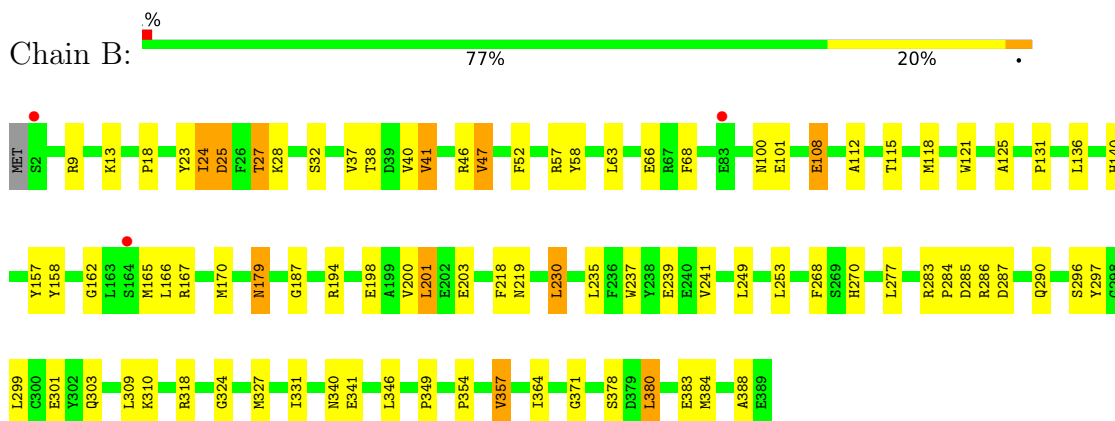 %
Chain B:
77% 20% •
MET S2 R9 K13 P18 Y23 I24 D25 F26 T27 K28 S32 V37 T38 D39 V40 V41 R46 V47 F52 R57 Y58 L63 E66 R67 F68 E83 N100 E101 E108 A112 T115 M118 W121 A125 P131 L136 H140
Y157 Y158 G162 L163 S164 M165 L166 R167 M170 N179 G187 R194 E198 A199 V200 L201 E202 E203 F218 N219 L230 L235 F236 W237 Y238 E239 E240 V241 L249 L253 F268 S269 H270 L277 R283 P284 D285 R286 D287 Q290 S296 Y297 C298
L299 C300 E301 Y302 Q303 L309 K310 R318 G324 M327 I331 N340 E341 L346 P349 P354 V357 I364 G371 S378 D379 L380 E383 M384 A388 E389